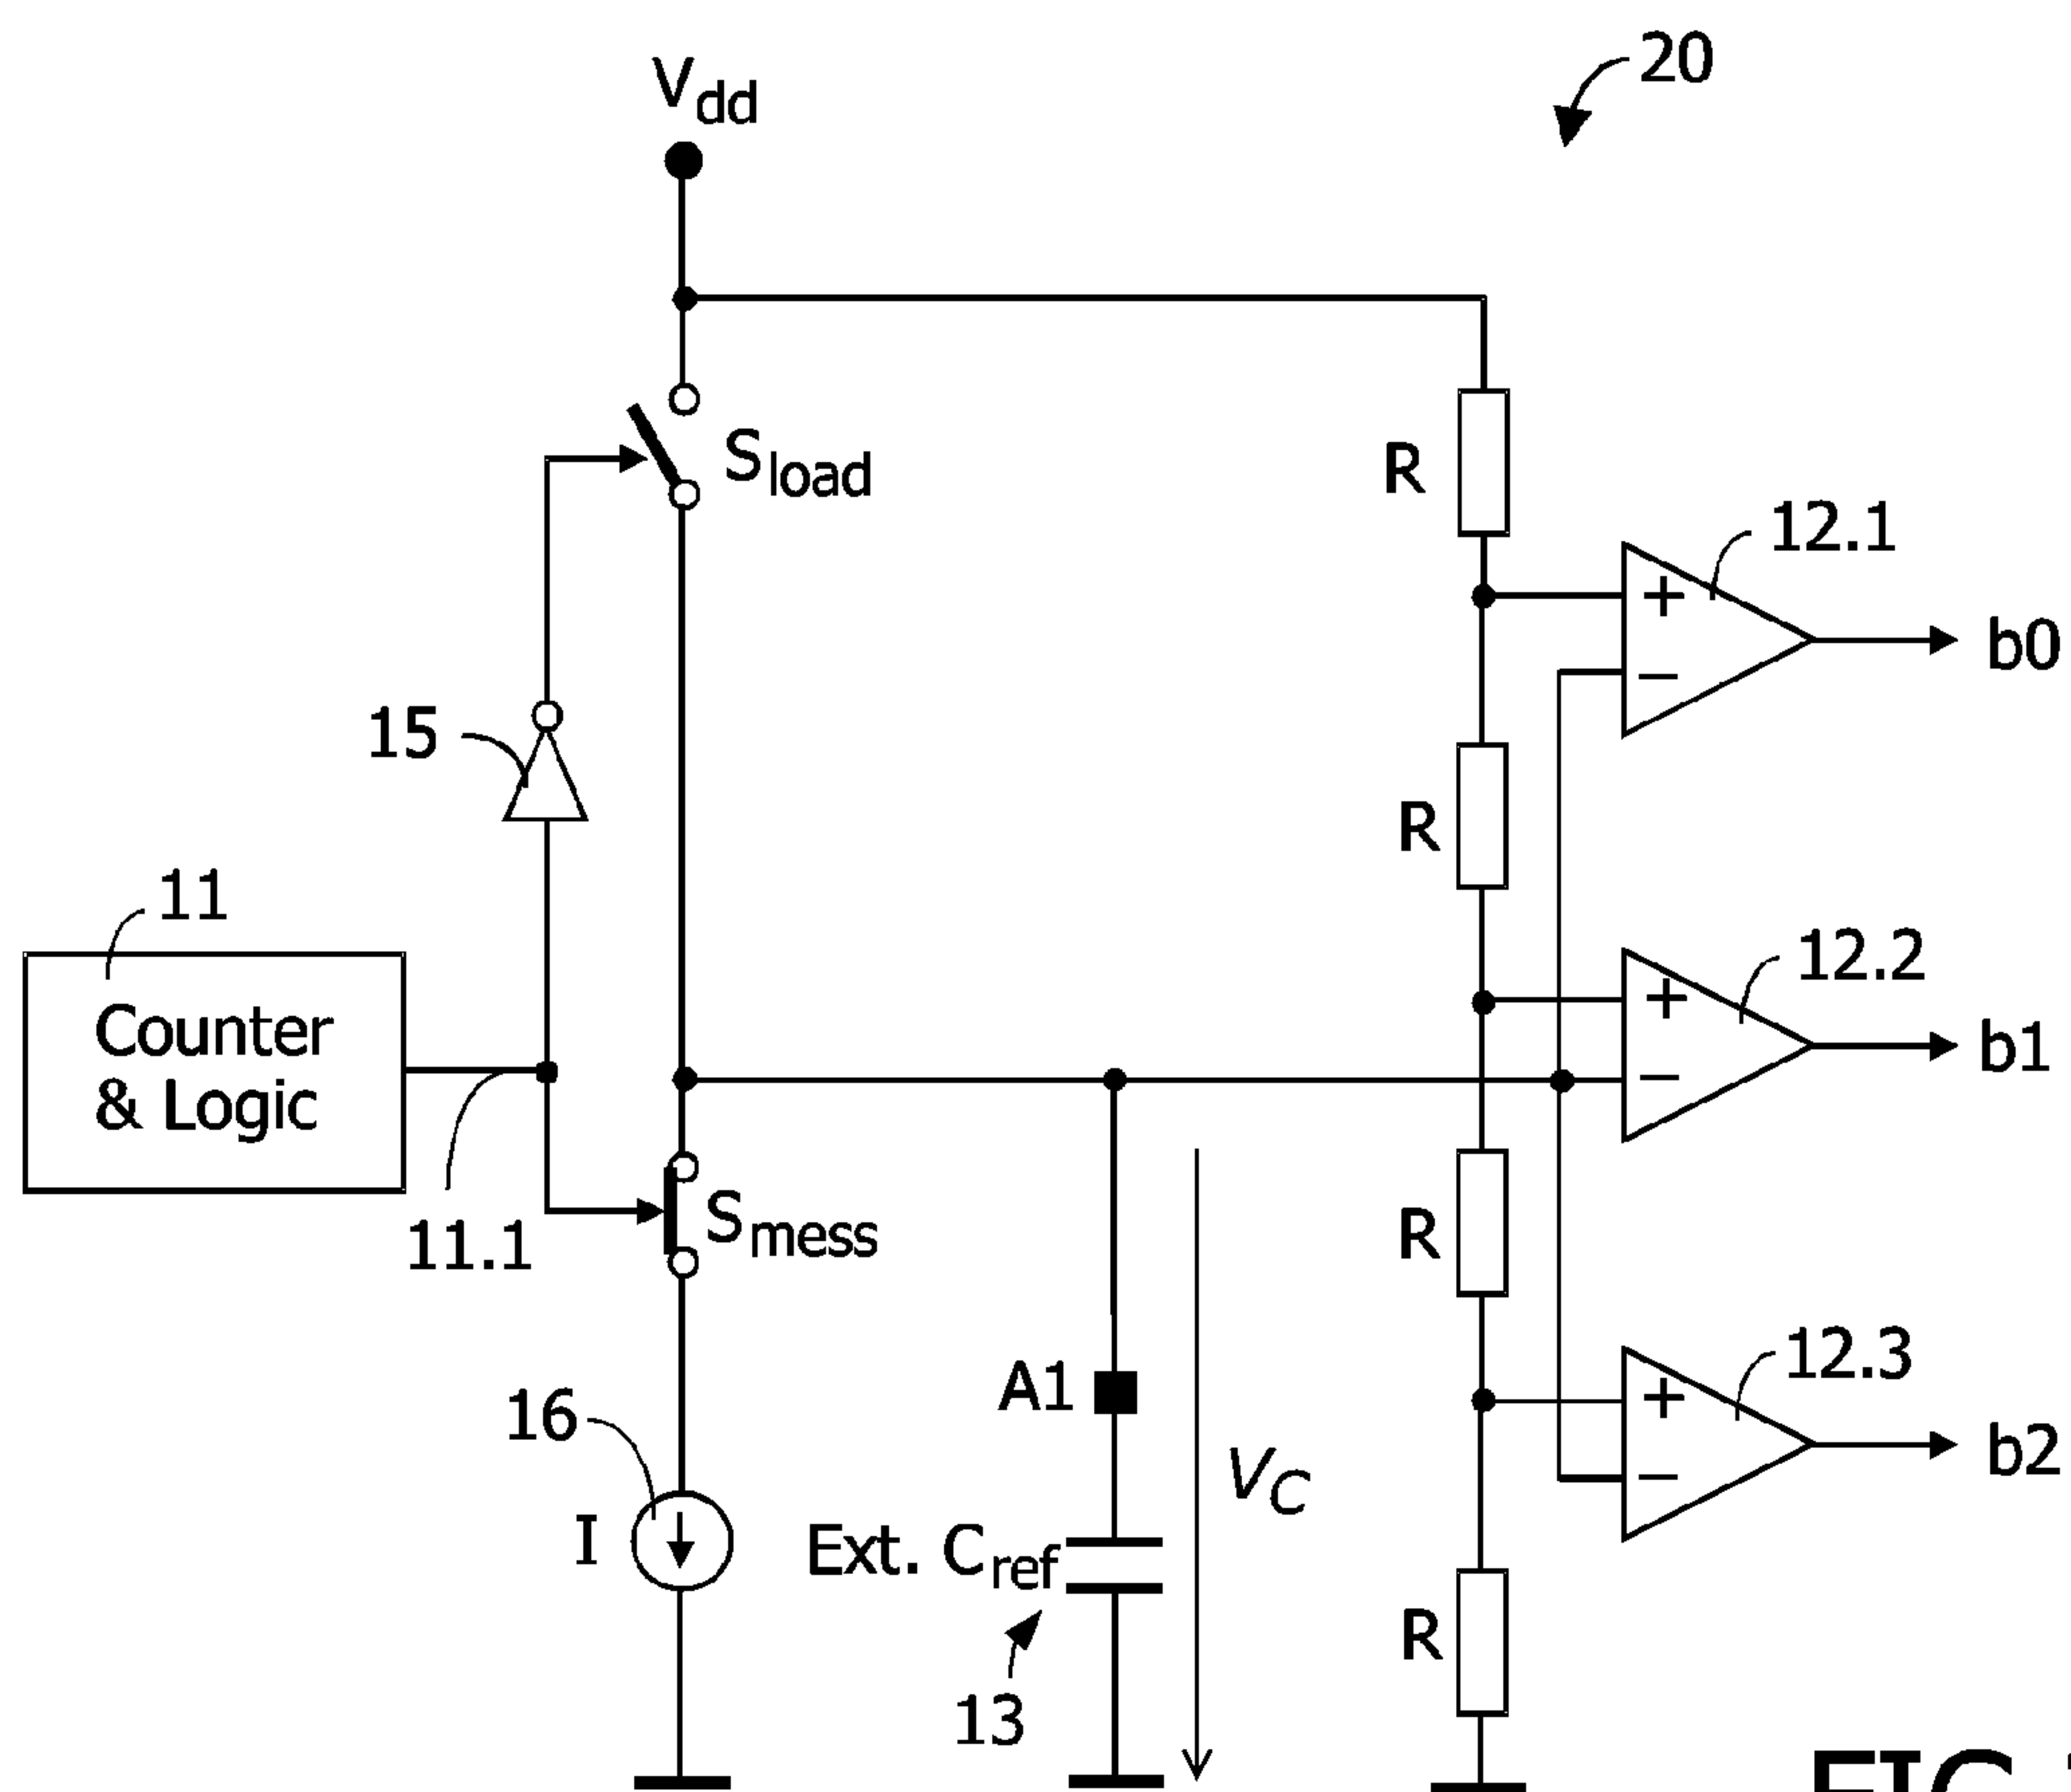 20
Vdd
Sload
R
12.1
+
−
b0
15
R
11
Counter
& Logic
11.1
12.2
+
−
b1
Smess
R
A1
12.3
+
−
b2
16
I
VC
Ext. Cref
R
13